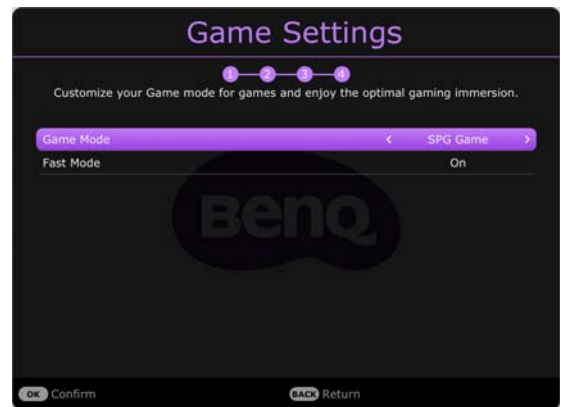 Game Settings
1 2 3 4
Customize your Game mode for games and enjoy the optimal gaming immersion.
Game Mode < SPG Game >
Fast Mode On
BenQ
OK Confirm BACK Return